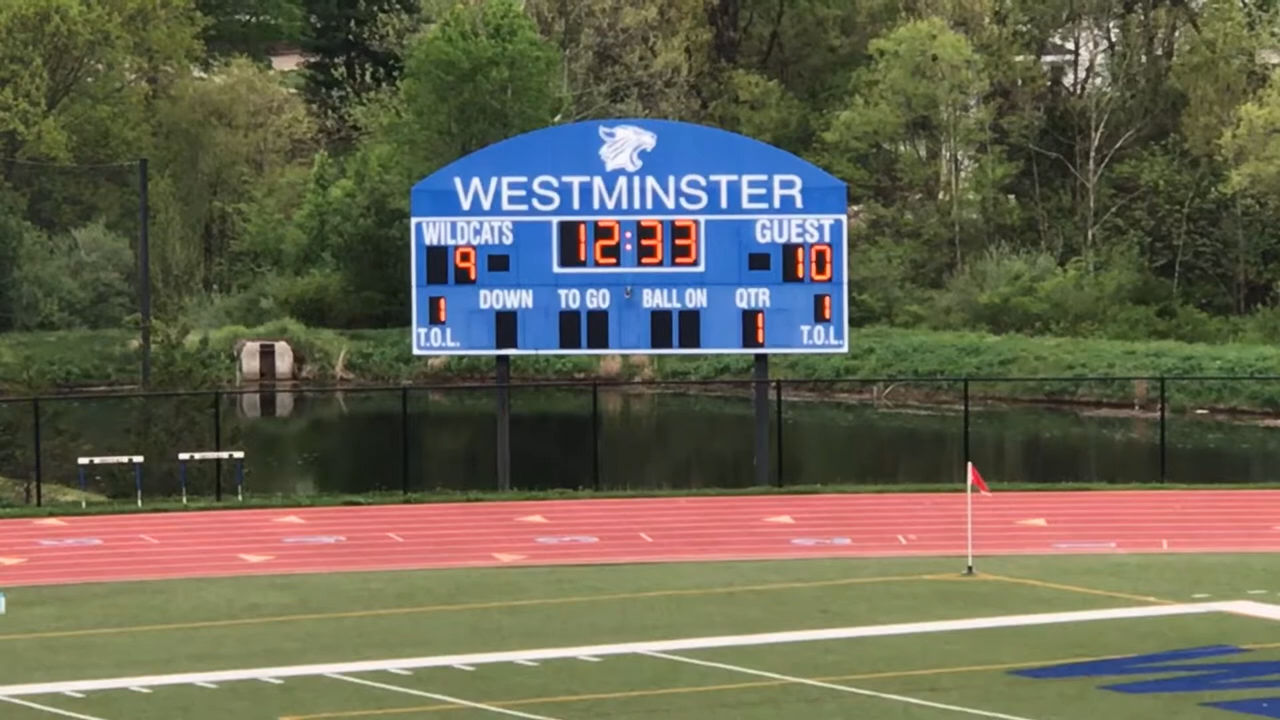 WESTMINSTER
WILDCATS 12:33 GUEST
9 10
1 DOWN TO GO BALL ON QTR 1
T.O.L. 1 T.O.L.